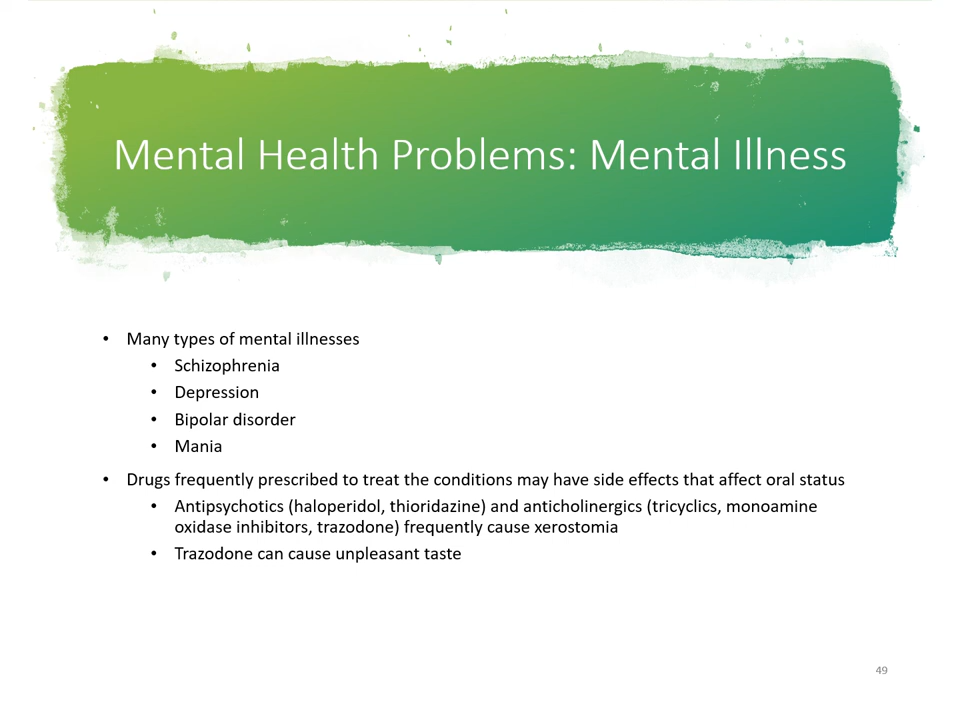 Mental Health Problems: Mental Illness
• Many types of mental illnesses
• Schizophrenia
• Depression
• Bipolar disorder
• Mania
• Drugs frequently prescribed to treat the conditions may have side effects that affect oral status
• Antipsychotics (haloperidol, thioridazine) and anticholinergics (tricyclics, monoamine
oxidase inhibitors, trazodone) frequently cause xerostomia
• Trazodone can cause unpleasant taste
49